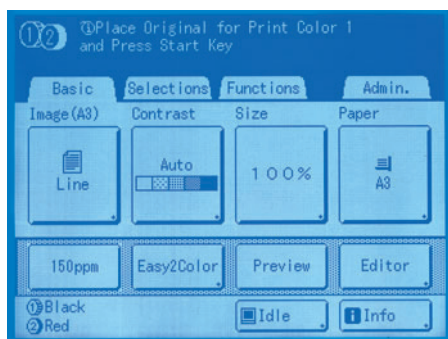 ①② ①Place Original for Print Color 1
and Press Start Key
Basic Selections Functions Admin.
Image(A3) Contrast Size Paper
Line Auto 100% A3
150ppm Easy2Color Preview Editor
①Black
②Red
Idle Info